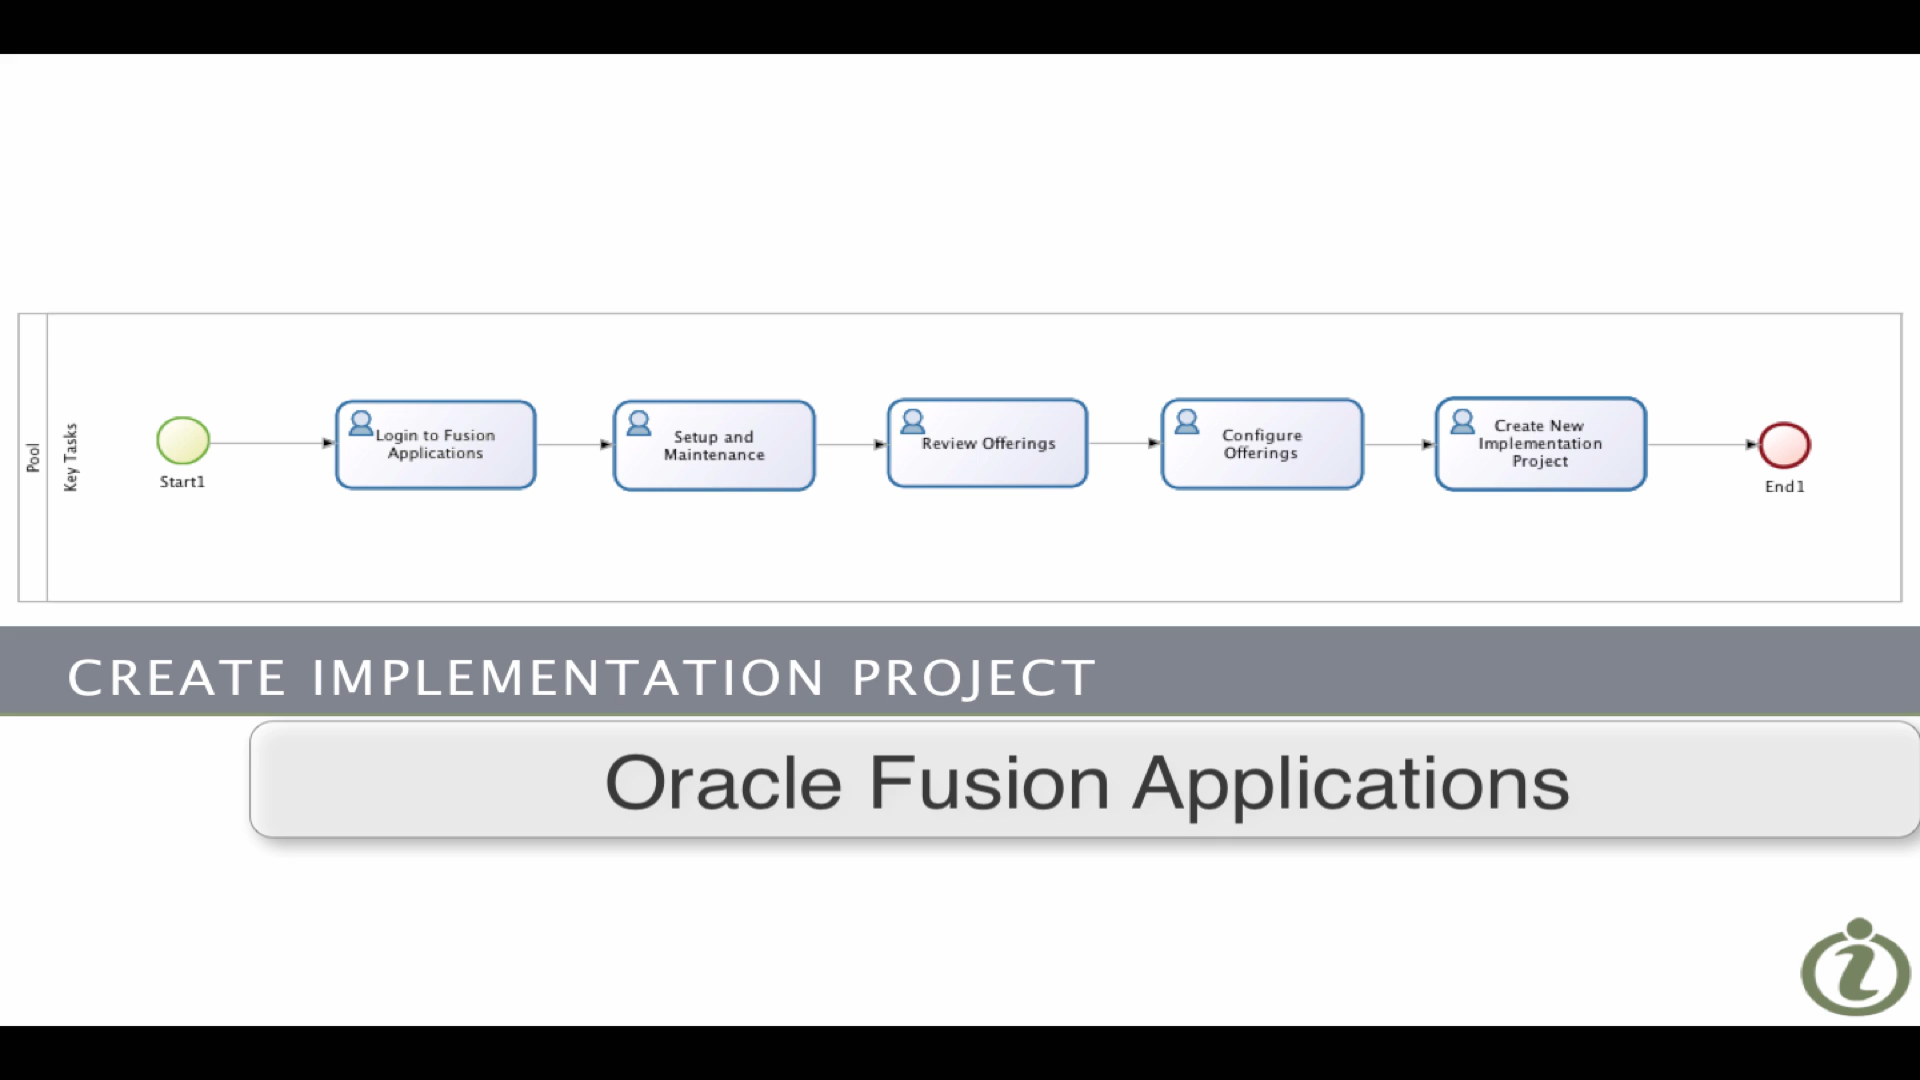 Pool
Key Tasks
Start1
Login to Fusion
Applications
Setup and
Maintenance
Review Offerings
Configure
Offerings
Create New
Implementation
Project
End1
CREATE IMPLEMENTATION PROJECT
Oracle Fusion Applications